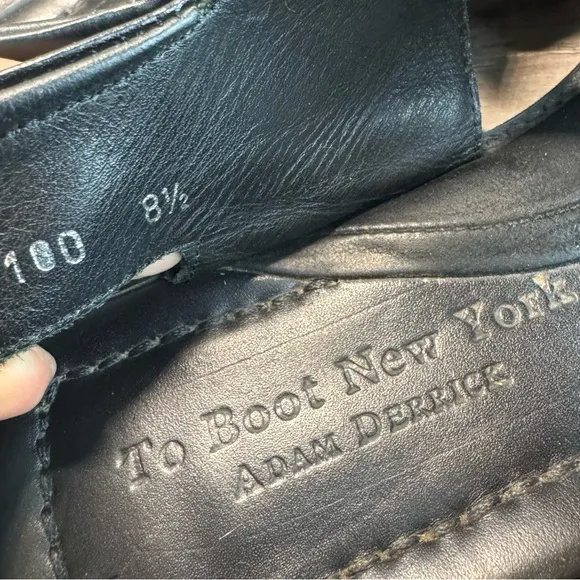 100 8½
To Boot New York
ADAM DERRICK